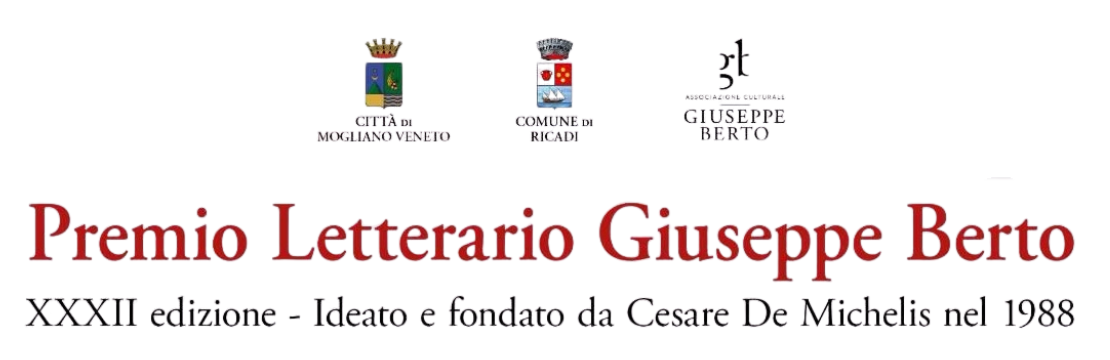 CITTÀ DI
MOGLIANO VENETO
COMUNE DI
RICADI
ASSOCIAZIONE CULTURALE
GIUSEPPE
BERTO
Premio Letterario Giuseppe Berto
XXXII edizione - Ideato e fondato da Cesare De Michelis nel 1988